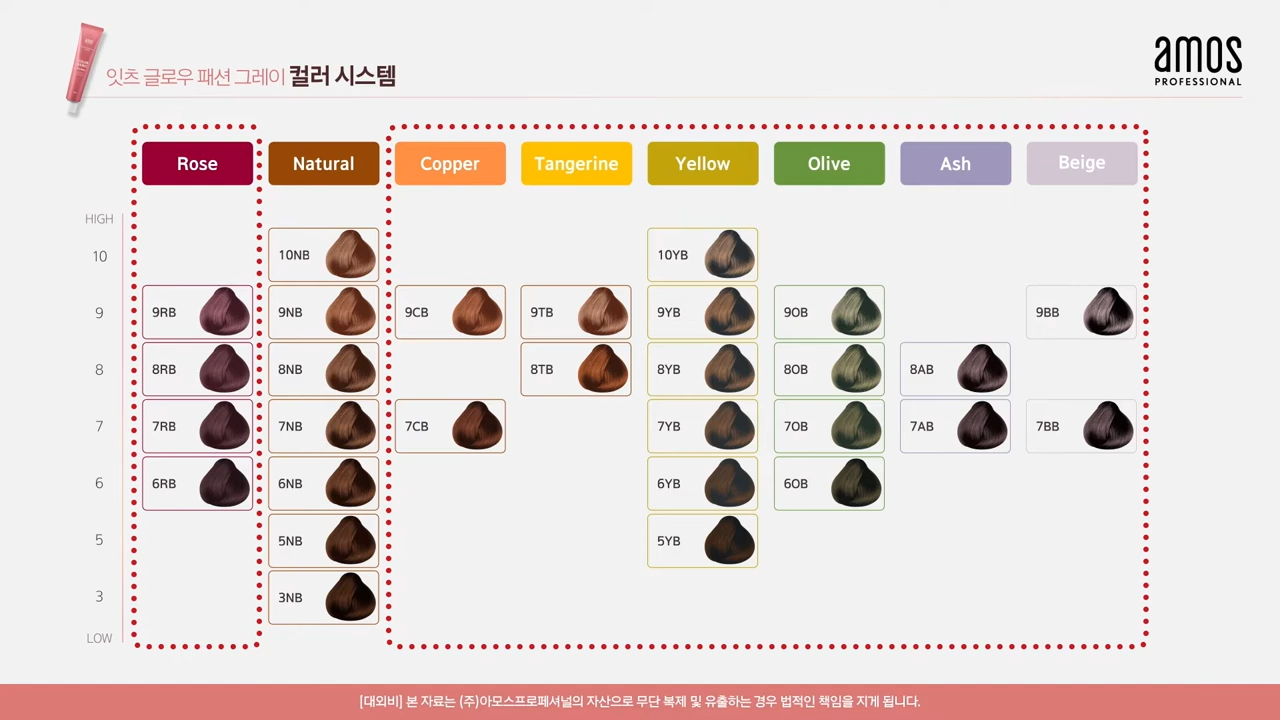 잇츠 글로우 패션 그레이 컬러 시스템
amos
PROFESSIONAL
Rose Natural Copper Tangerine Yellow Olive Ash Beige
HIGH
10 10NB 10YB
9 9RB 9NB 9CB 9TB 9YB 9OB 9BB
8 8RB 8NB 8TB 8YB 8OB 8AB
7 7RB 7NB 7CB 7YB 7OB 7AB 7BB
6 6RB 6NB 6YB 6OB
5 5NB 5YB
3 3NB
LOW
[대외비] 본 자료는 (주)아모스프로페셔널의 자산으로 무단 복제 및 유출하는 경우 법적인 책임을 지게 됩니다.